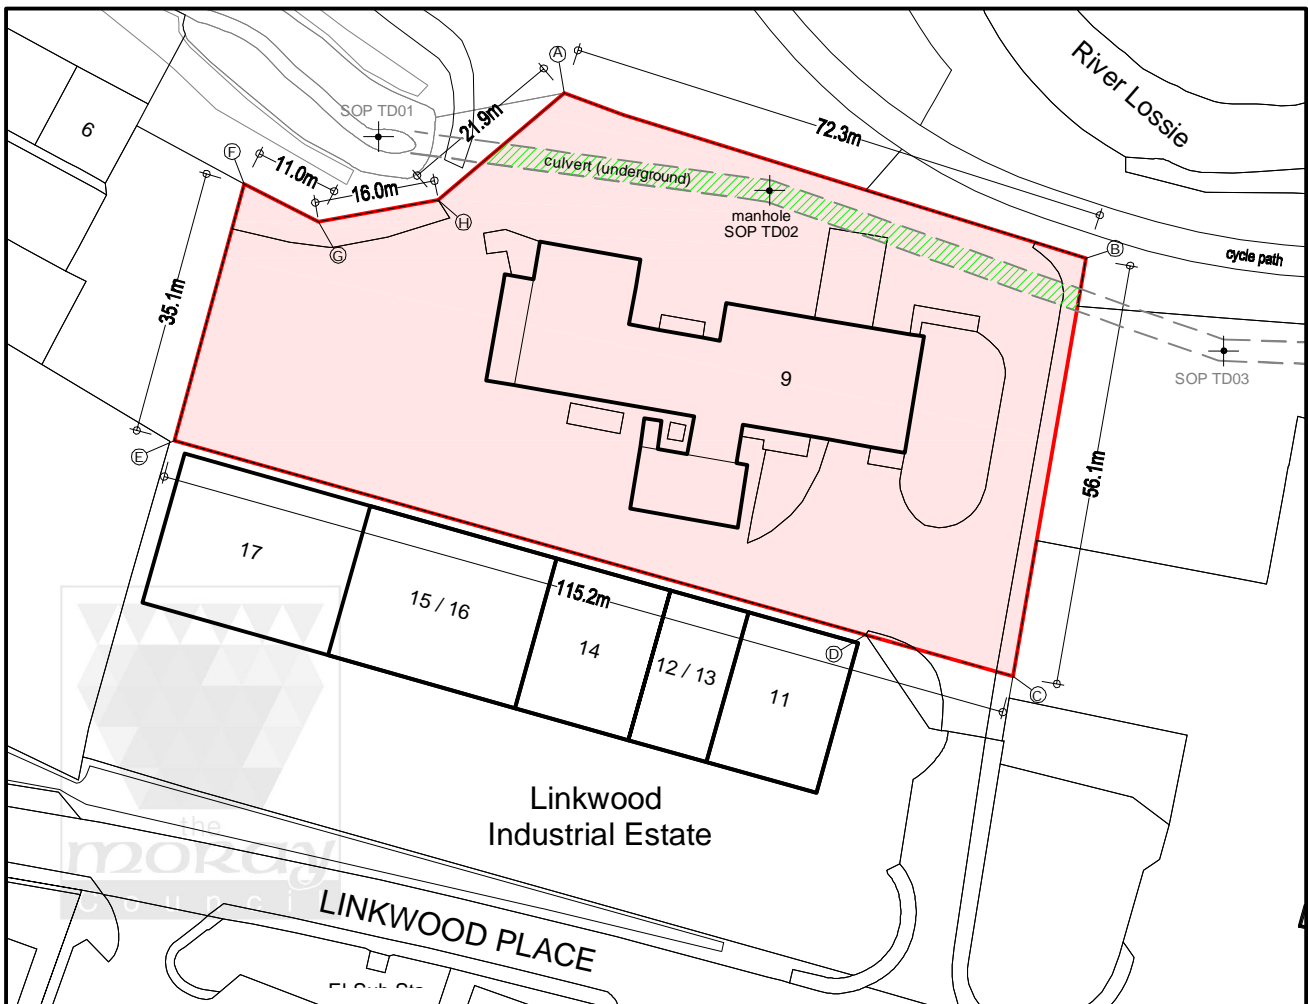 A
River Lossie
SOP TD01
21.9m
72.3m
6
F
11.0m
culvert (underground)
16.0m
manhole
SOP TD02
H
G
B
cycle path
35.1m
SOP TD03
9
E
56.1m
17
15 / 16
115.2m
14
12 / 13
11
D
C
Linkwood
Industrial Estate
the
moray
Council
LINKWOOD PLACE